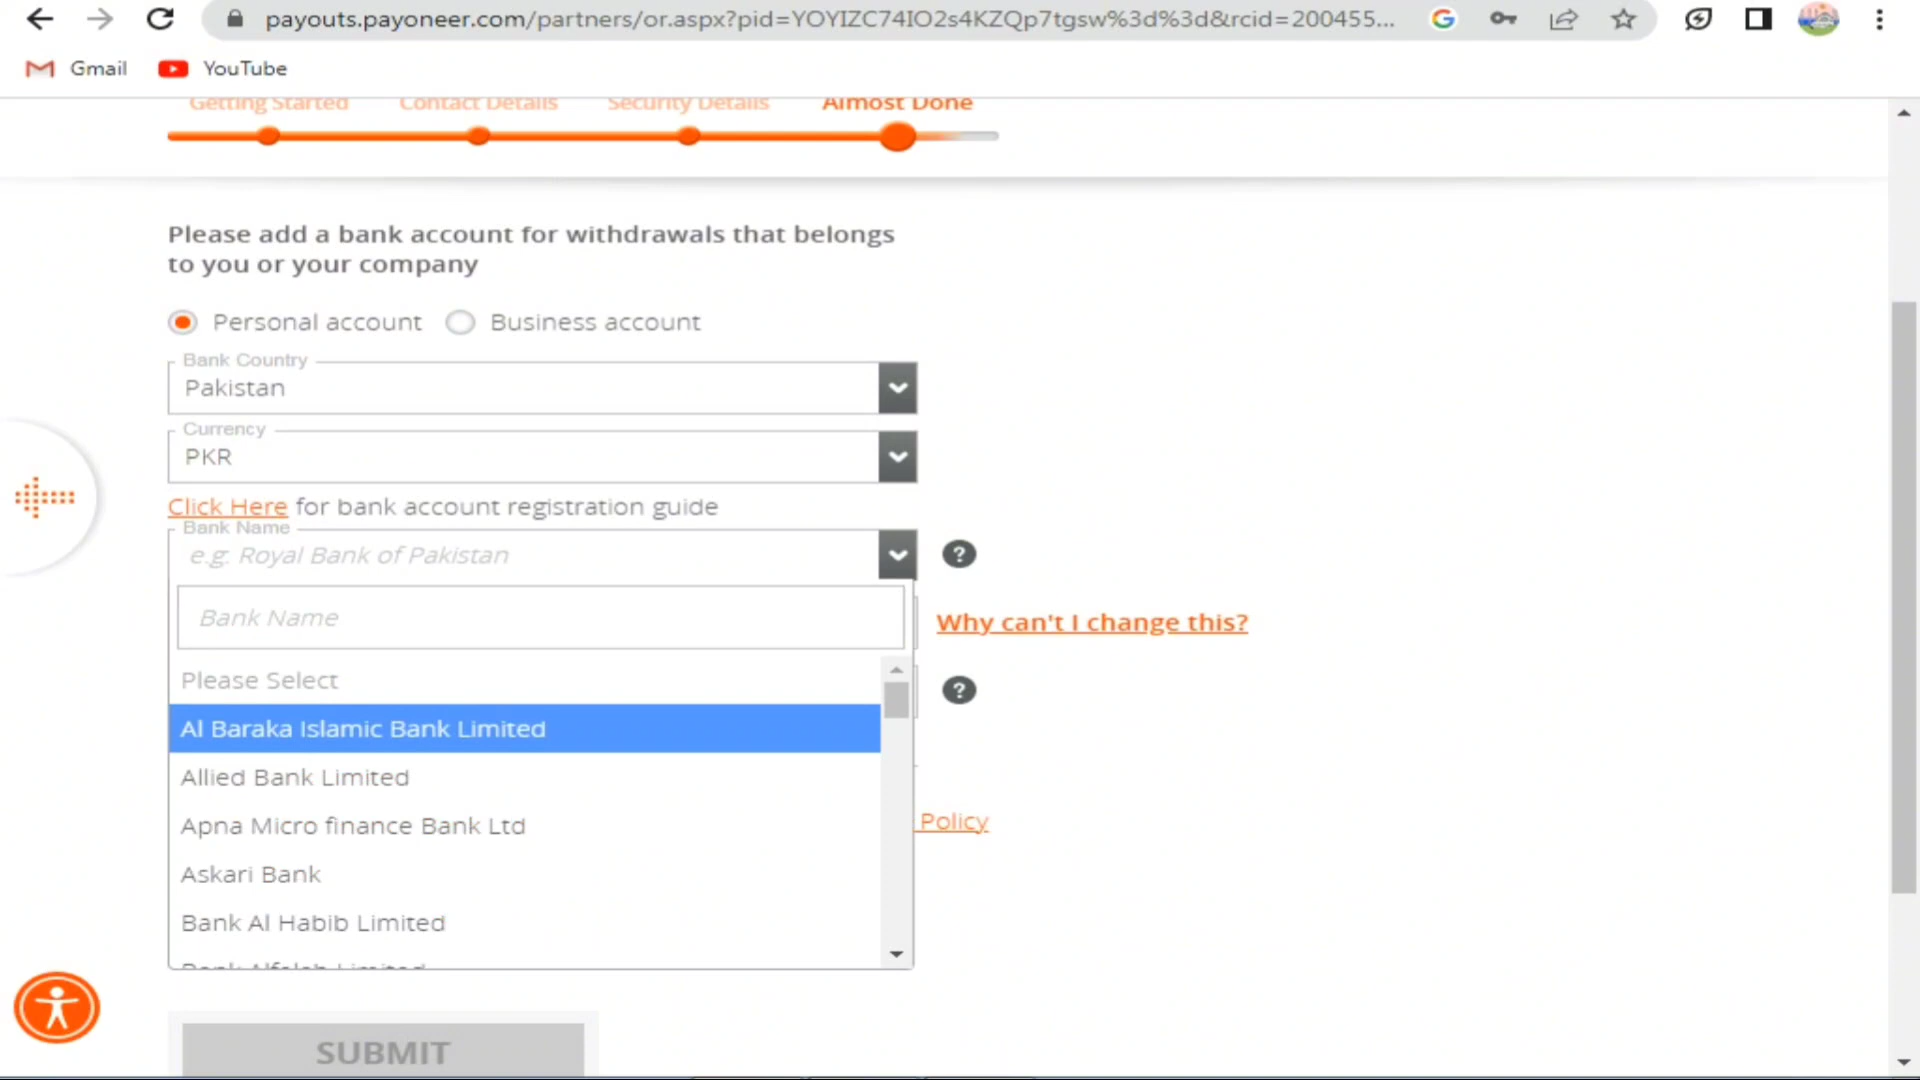 payouts.payoneer.com/partners/or.aspx?pid=YOYIZC74IO2s4KZQp7tgsw%3d%3d&rcid=200455...
Gmail YouTube
Getting Started Contact Details Security Details Almost Done
Please add a bank account for withdrawals that belongs
to you or your company
Personal account Business account
Bank Country
Pakistan
Currency
PKR
Click Here for bank account registration guide
Bank Name
e.g: Royal Bank of Pakistan
Bank Name
Why can't I change this?
Please Select
Al Baraka Islamic Bank Limited
Allied Bank Limited
Apna Micro finance Bank Ltd
Policy
Askari Bank
Bank Al Habib Limited
Bank Alfalah Limited
SUBMIT